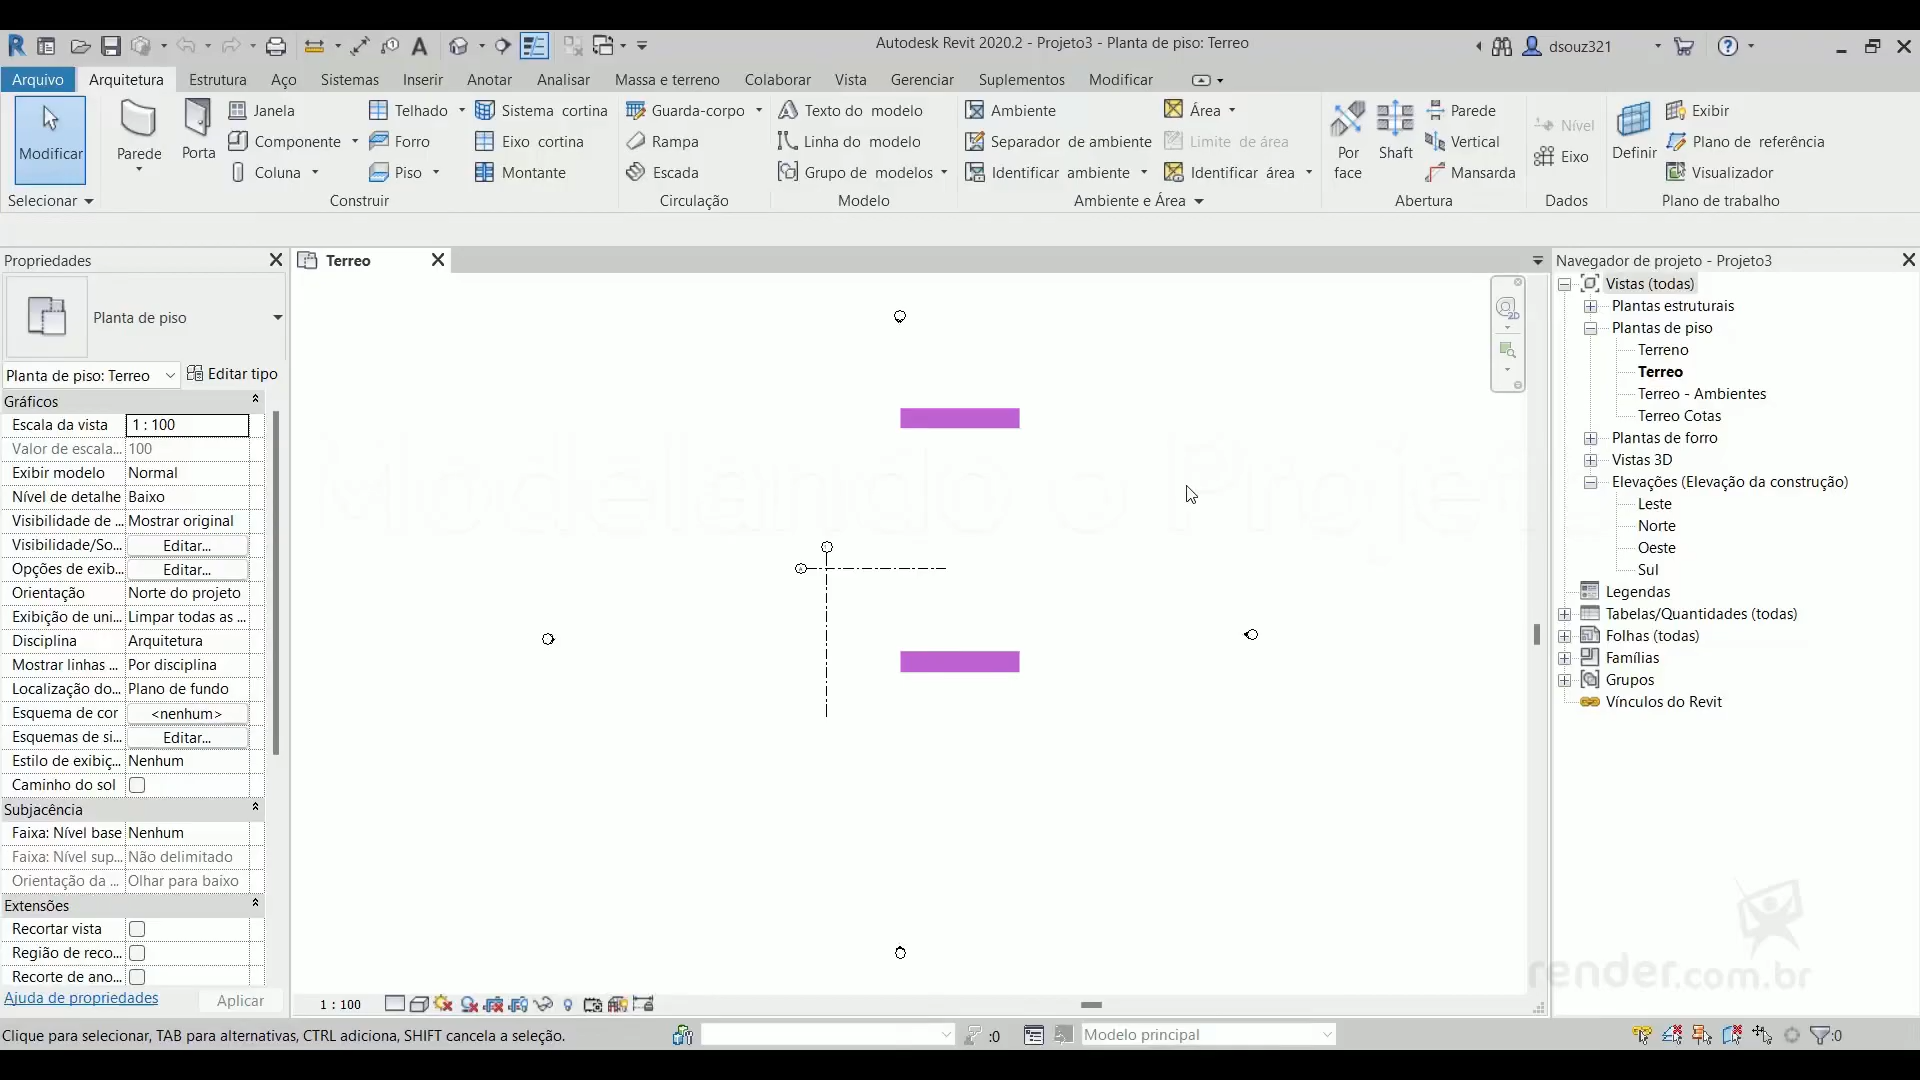 Autodesk Revit 2020.2 - Projeto3 - Planta de piso: Terreo
dsouz321
Arquivo Arquitetura Estrutura Aço Sistemas Inserir Anotar Analisar Massa e terreno Colaborar Vista Gerenciar Suplementos Modificar
Modificar
Selecionar
Parede
Porta
Janela
Componente
Coluna
Telhado
Forro
Piso
Sistema cortina
Eixo cortina
Montante
Construir
Guarda-corpo
Rampa
Escada
Circulação
Texto do modelo
Linha do modelo
Grupo de modelos
Modelo
Ambiente
Separador de ambiente
Identificar ambiente
Área
Limite de área
Identificar área
Ambiente e Área
Por face
Shaft
Parede
Vertical
Mansarda
Abertura
Nível
Eixo
Dados
Definir
Exibir
Plano de referência
Visualizador
Plano de trabalho
Propriedades
Planta de piso
Planta de piso: Terreo
Editar tipo
Gráficos
Escala da vista 1 : 100
Valor de escala... 100
Exibir modelo Normal
Nível de detalhe Baixo
Visibilidade de ... Mostrar original
Visibilidade/So... Editar...
Opções de exib... Editar...
Orientação Norte do projeto
Exibição de uni... Limpar todas as ...
Disciplina Arquitetura
Mostrar linhas ... Por disciplina
Localização do... Plano de fundo
Esquema de cor <nenhum>
Esquemas de si... Editar...
Estilo de exibiç... Nenhum
Caminho do sol
Subjacência
Faixa: Nível base Nenhum
Faixa: Nível sup... Não delimitado
Orientação da ... Olhar para baixo
Extensões
Recortar vista
Região de reco...
Recorte de ano...
Ajuda de propriedades
Aplicar
Terreo
Modelando o Projeto
2D
1 : 100
Navegador de projeto - Projeto3
Vistas (todas)
Plantas estruturais
Plantas de piso
Terreno
Terreo
Terreo - Ambientes
Terreo Cotas
Plantas de forro
Vistas 3D
Elevações (Elevação da construção)
Leste
Norte
Oeste
Sul
Legendas
Tabelas/Quantidades (todas)
Folhas (todas)
Famílias
Grupos
Vínculos do Revit
render.com.br
Clique para selecionar, TAB para alternativas, CTRL adiciona, SHIFT cancela a seleção.
:0
Modelo principal
:0